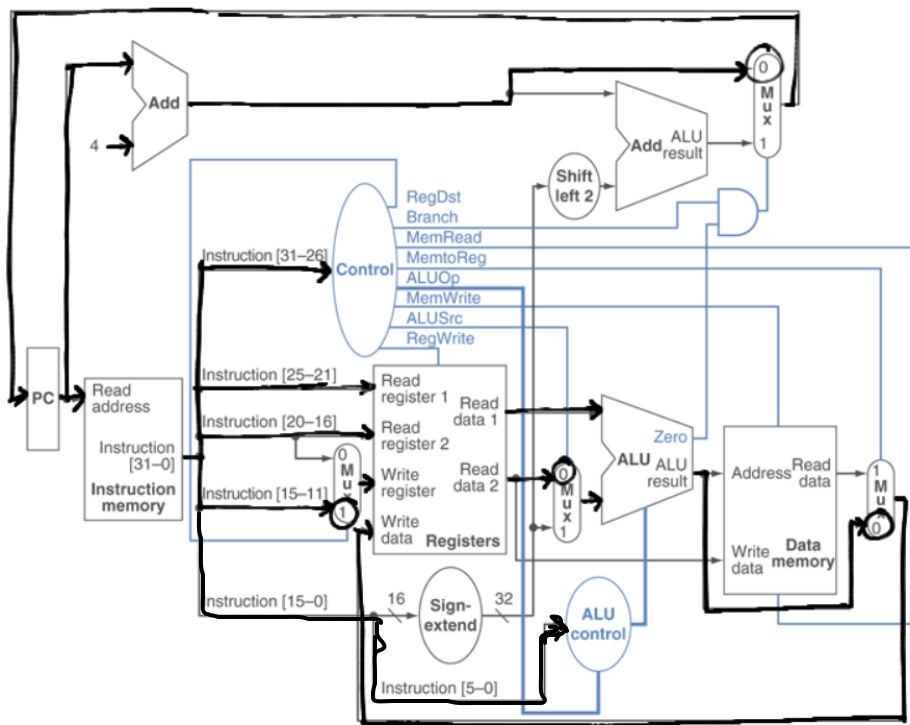 0
M
u
x
1
Add
4
Add
ALU
result
Shift
left 2
RegDst
Branch
MemRead
MemtoReg
ALUOp
MemWrite
ALUSrc
RegWrite
Control
Instruction [31–26]
Instruction [25–21]
Instruction [20–16]
Instruction [15–11]
Instruction [15–0]
Instruction [5–0]
PC
Read
address
Instruction
[31–0]
Instruction
memory
0
M
u
x
1
Read
register 1
Read
register 2
Write
register
Write
data
Read
data 1
Read
data 2
Registers
0
M
u
x
1
Zero
ALU
ALU
result
Address
Read
data
Write
data
Data
memory
1
M
u
x
0
16
Sign-
extend
32
ALU
control